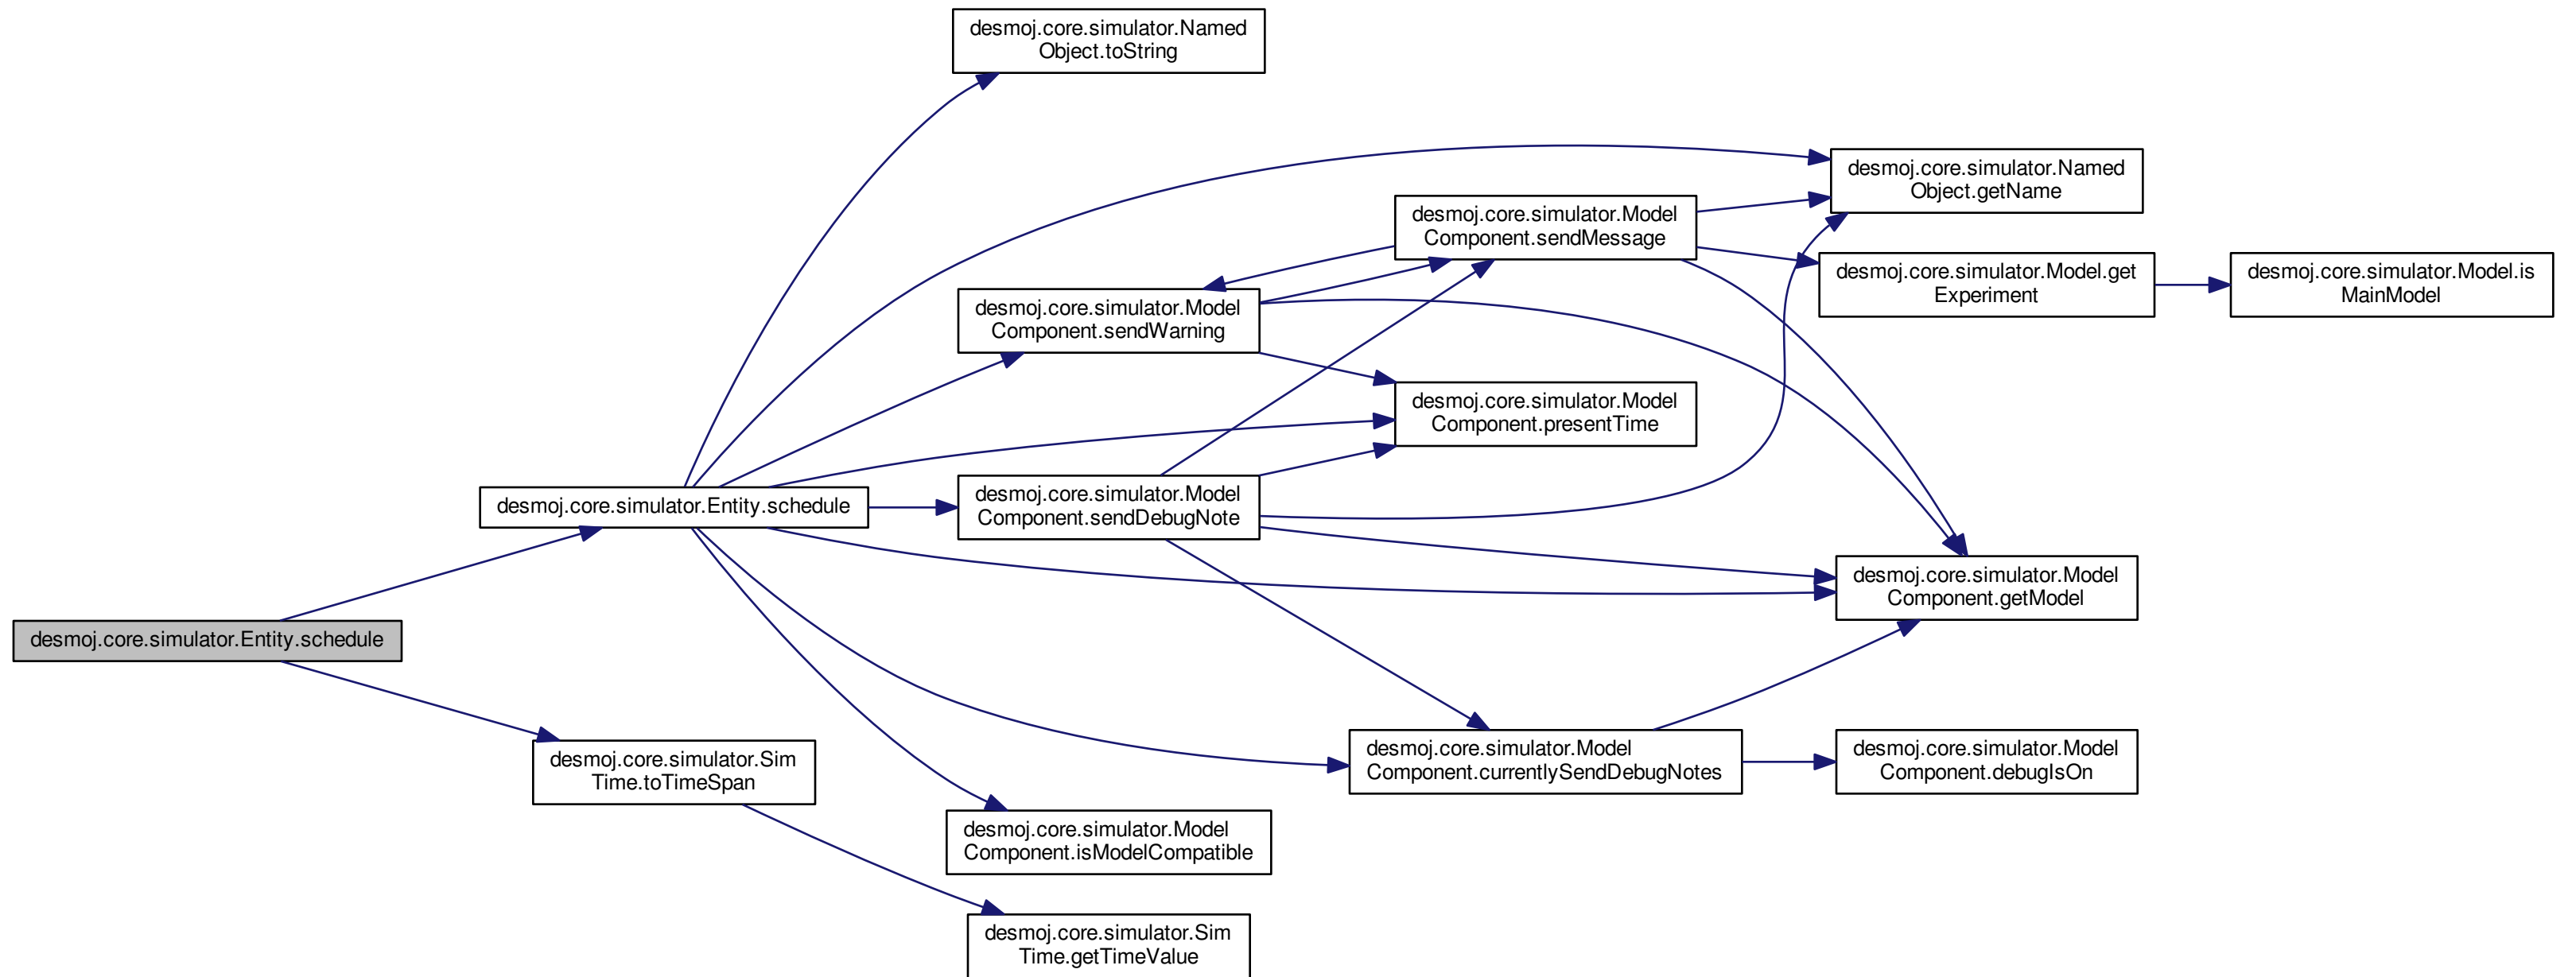 desmoj.core.simulator.Named
Object.toString
desmoj.core.simulator.Named
Object.getName
desmoj.core.simulator.Model
Component.sendMessage
desmoj.core.simulator.Model.get
Experiment
desmoj.core.simulator.Model.is
MainModel
desmoj.core.simulator.Model
Component.sendWarning
desmoj.core.simulator.Model
Component.presentTime
desmoj.core.simulator.Entity.schedule
desmoj.core.simulator.Model
Component.sendDebugNote
desmoj.core.simulator.Model
Component.getModel
desmoj.core.simulator.Entity.schedule
desmoj.core.simulator.Sim
Time.toTimeSpan
desmoj.core.simulator.Model
Component.currentlySendDebugNotes
desmoj.core.simulator.Model
Component.debugIsOn
desmoj.core.simulator.Model
Component.isModelCompatible
desmoj.core.simulator.Sim
Time.getTimeValue